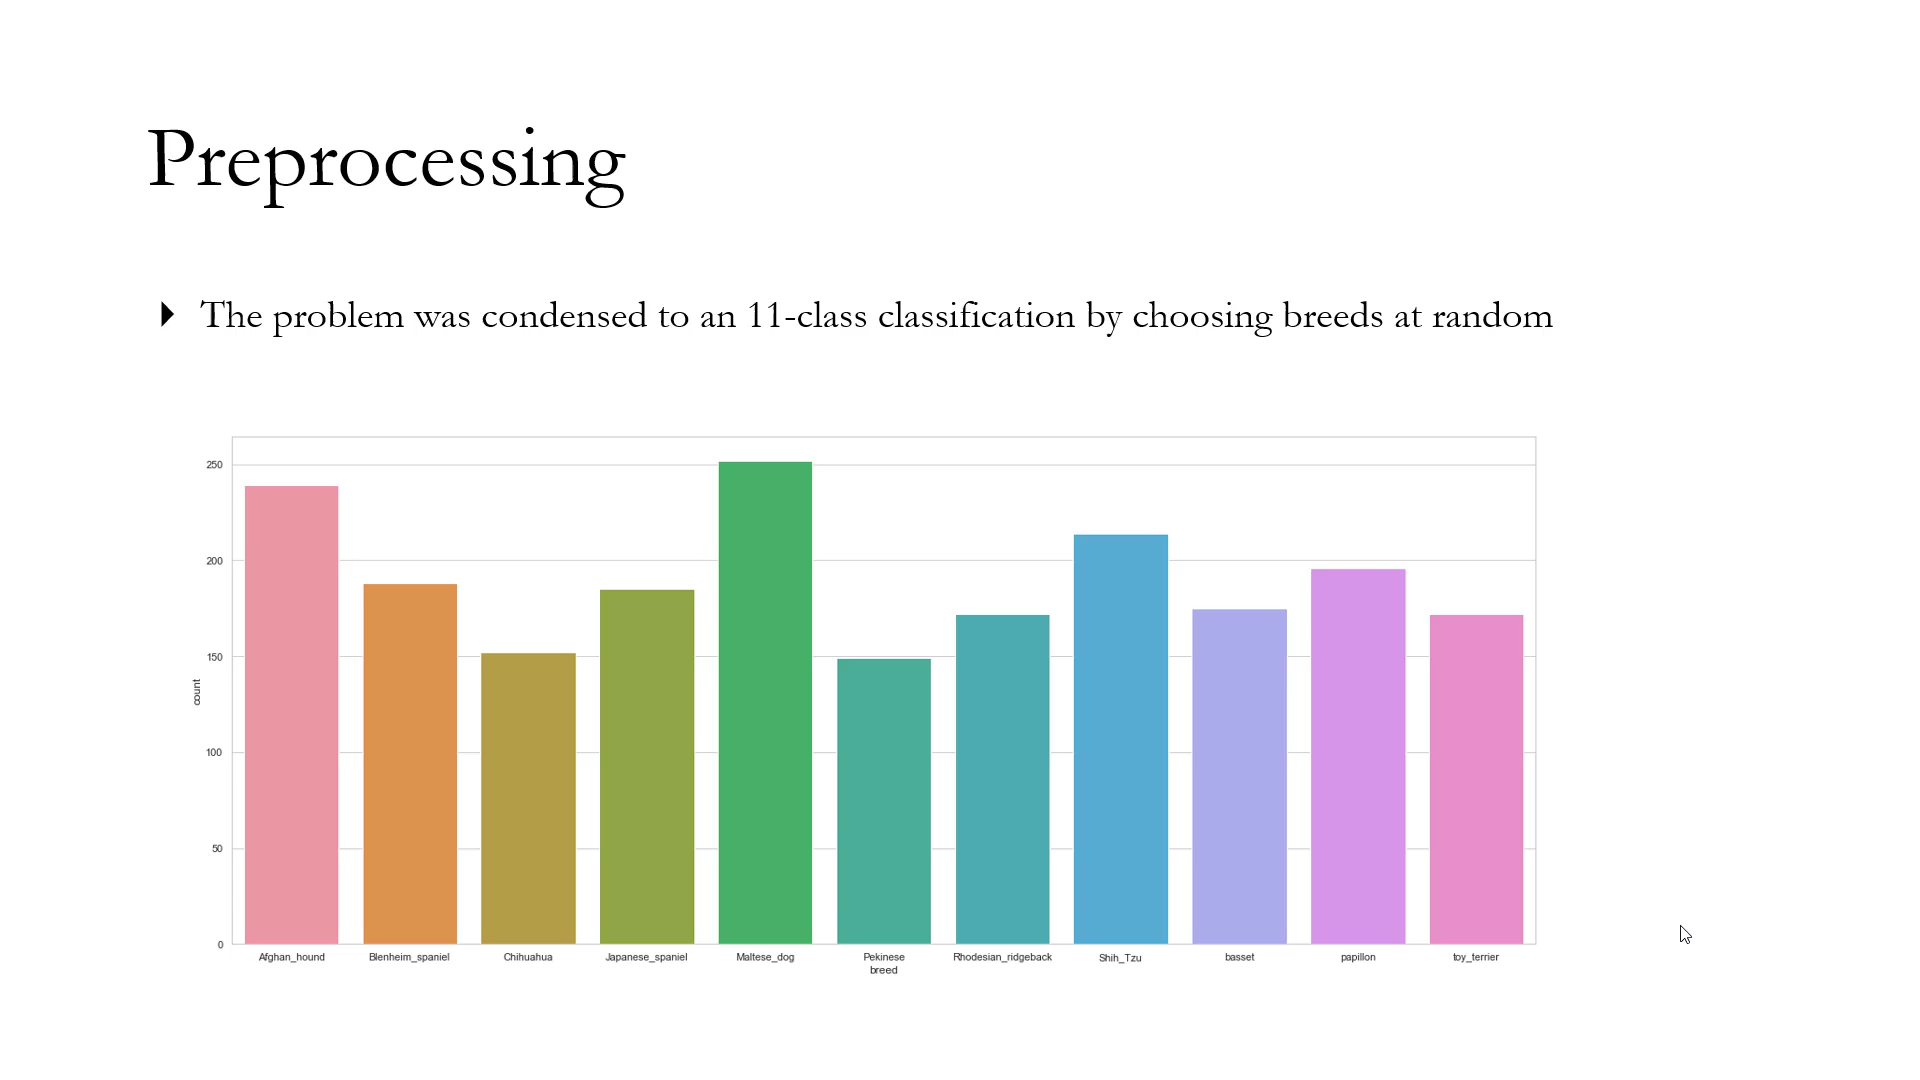 Preprocessing
The problem was condensed to an 11-class classification by choosing breeds at random
250
200
150
100
50
0
count
Afghan_hound Blenheim_spaniel Chihuahua Japanese_spaniel Maltese_dog Pekinese Rhodesian_ridgeback Shih_Tzu basset papillon toy_terrier
breed